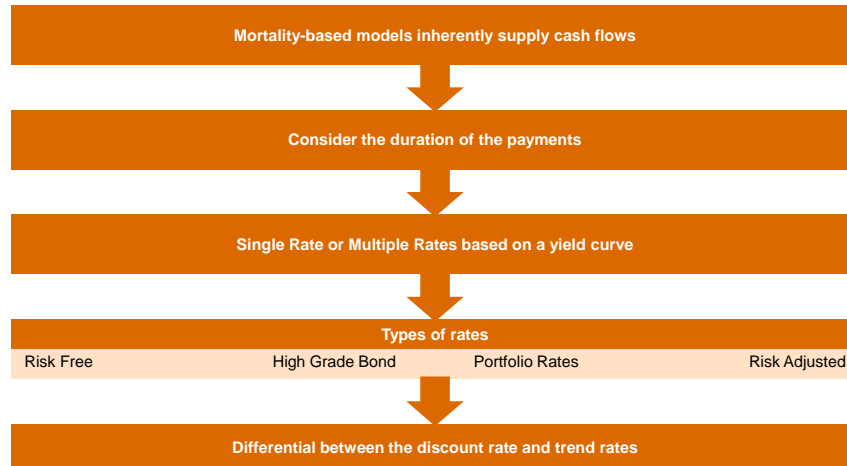 Mortality-based models inherently supply cash flows
Consider the duration of the payments
Single Rate or Multiple Rates based on a yield curve
Types of rates
Risk Free High Grade Bond Portfolio Rates Risk Adjusted
Differential between the discount rate and trend rates